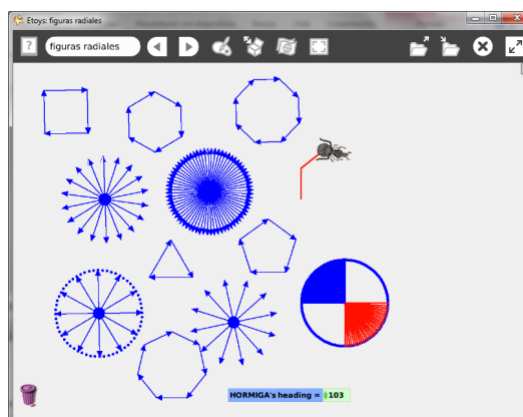 Etoys: figuras radiales
? figuras radiales
HORMIGA's heading = 103